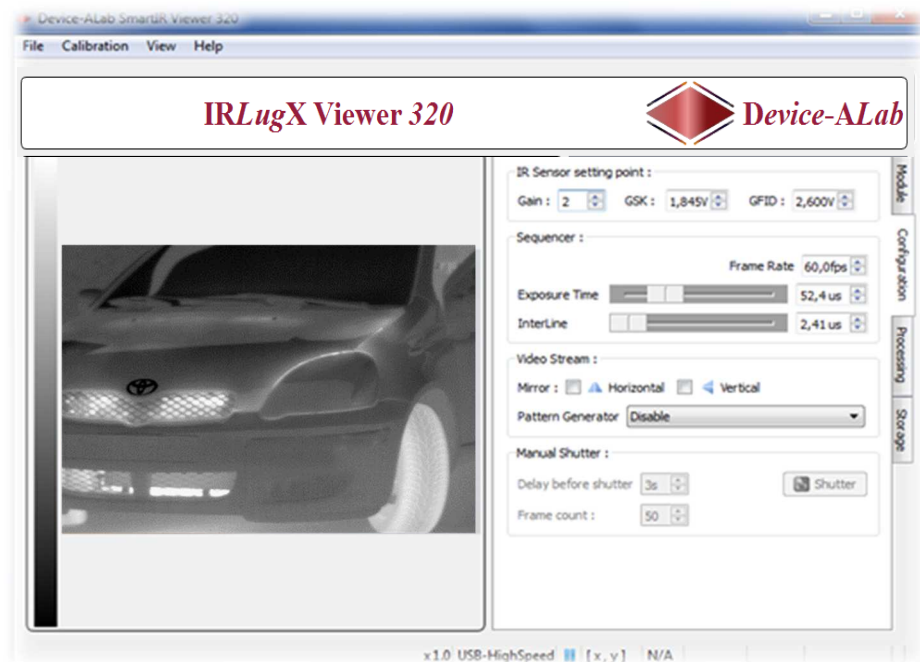 Device-ALab SmartIR Viewer 320
File Calibration View Help
IRLugX Viewer 320
Device-ALab
IR Sensor setting point :
Gain : 2 GSK : 1,845V GFID : 2,600V
Sequencer :
Frame Rate 60,0fps
Exposure Time 52,4 us
InterLine 2,41 us
Video Stream :
Mirror : Horizontal Vertical
Pattern Generator Disable
Manual Shutter :
Delay before shutter 3s Shutter
Frame count : 50
Module
Configuration
Processing
Storage
x1.0 USB-HighSpeed [x,y] N/A